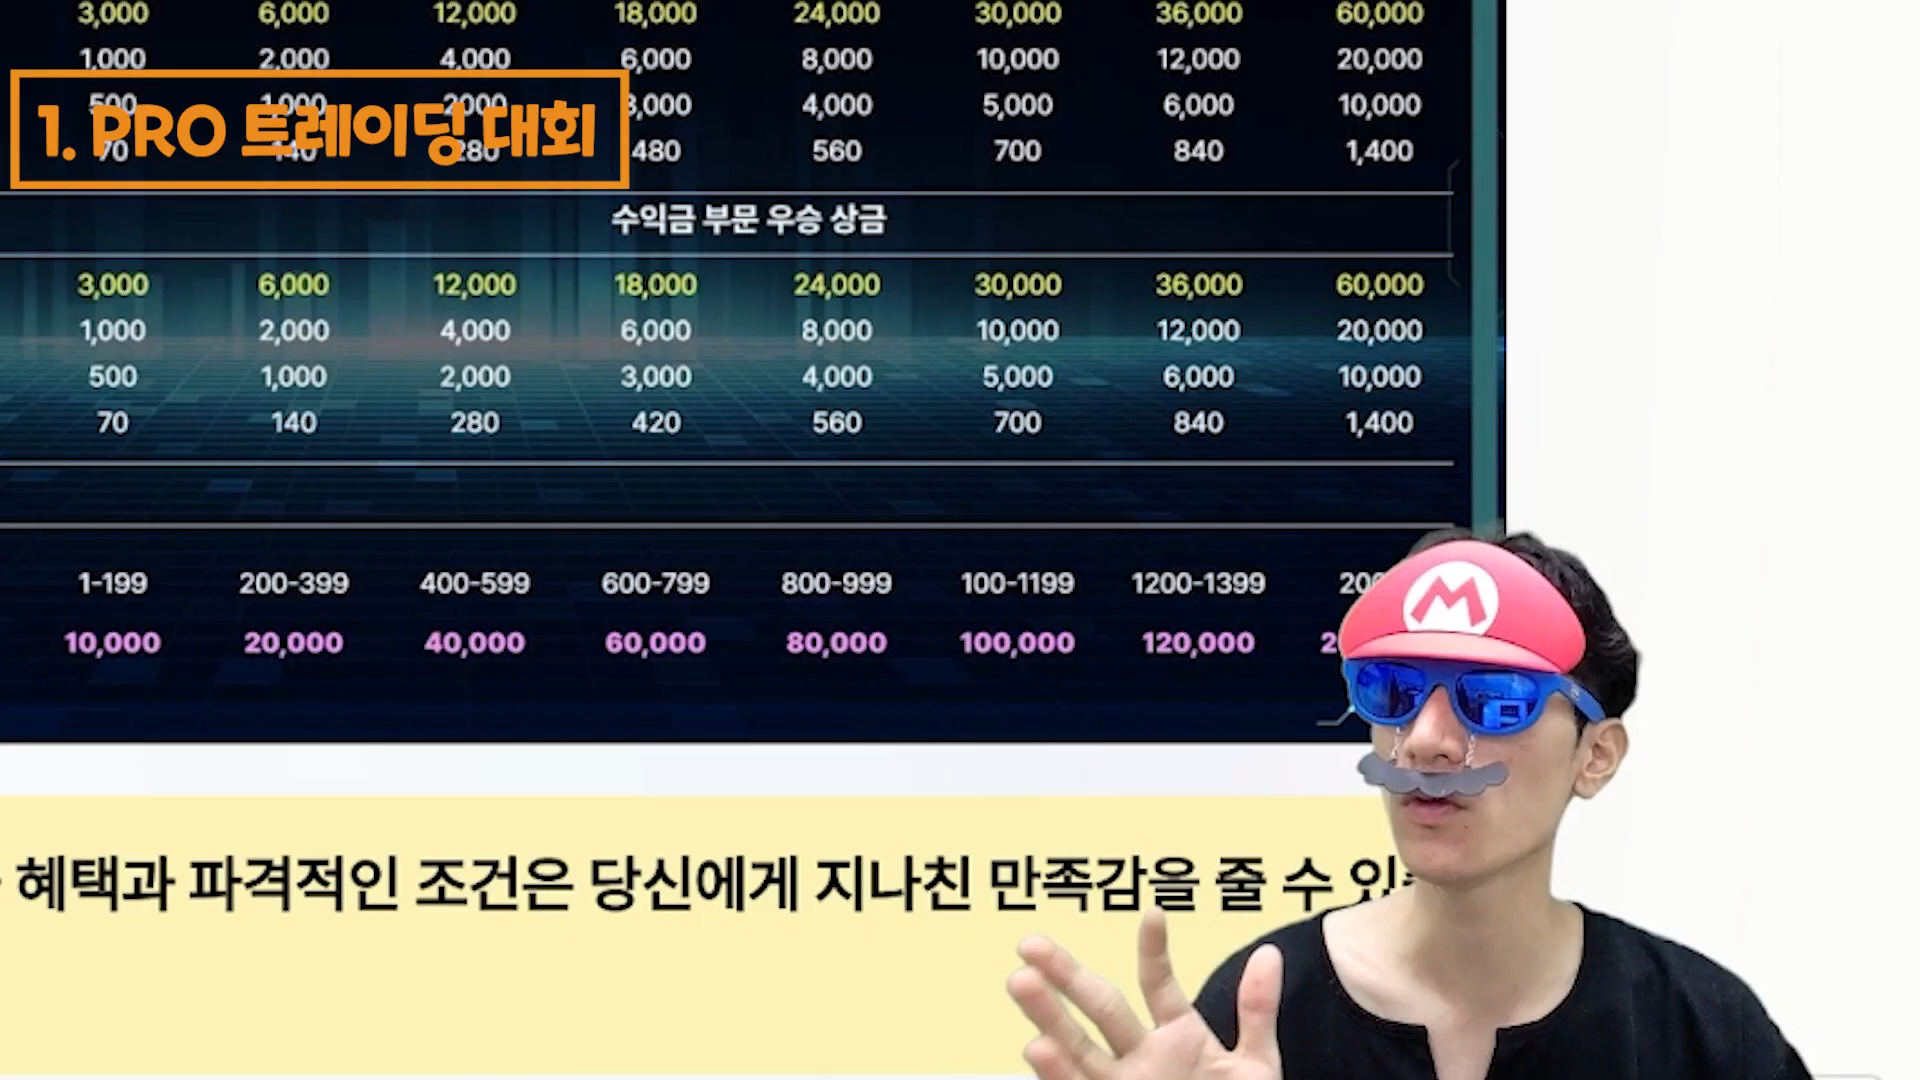 3,000 6,000 12,000 18,000 24,000 30,000 36,000 60,000
1,000 2,000 4,000 6,000 8,000 10,000 12,000 20,000
500 1,000 2000 3,000 4,000 5,000 6,000 10,000
1. PRO 트레이딩 대회
70 140 280 480 560 700 840 1,400
수익금 부문 우승 상금
3,000 6,000 12,000 18,000 24,000 30,000 36,000 60,000
1,000 2,000 4,000 6,000 8,000 10,000 12,000 20,000
500 1,000 2,000 3,000 4,000 5,000 6,000 10,000
70 140 280 420 560 700 840 1,400
1-199 200-399 400-599 600-799 800-999 100-1199 1200-1399
10,000 20,000 40,000 60,000 80,000 100,000 120,000
M
혜택과 파격적인 조건은 당신에게 지나친 만족감을 줄 수